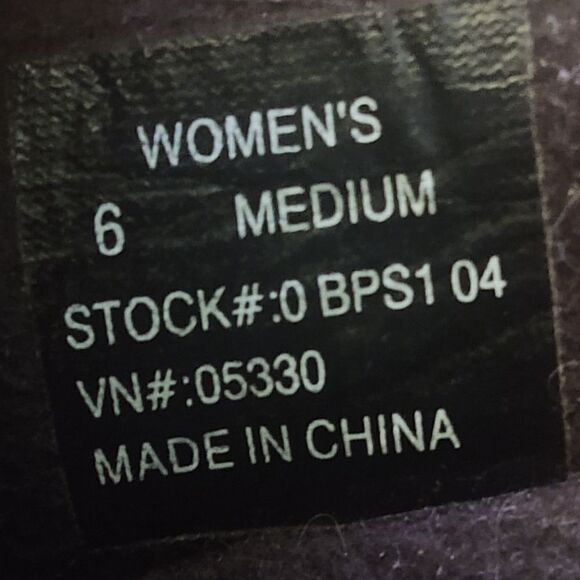 WOMEN'S
6 MEDIUM
STOCK#:0 BPS1 04
VN#:05330
MADE IN CHINA